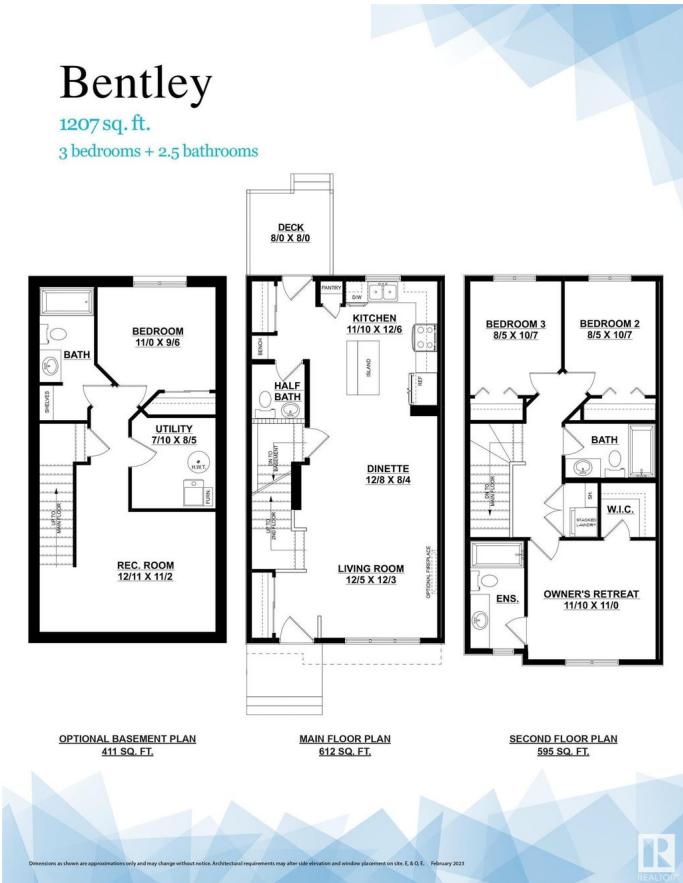 Bentley
1207 sq. ft.
3 bedrooms + 2.5 bathrooms
DECK
8/0 X 8/0
BATH
BEDROOM
11/0 X 9/6
SHELVES
UTILITY
7/10 X 8/5
H.W.T.
FURN.
UP TO
MAIN FLOOR
REC. ROOM
12/11 X 11/2
OPTIONAL BASEMENT PLAN
411 SQ. FT.
PANTRY
D/W
KITCHEN
11/10 X 12/6
BENCH
ISLAND
REF.
HALF
BATH
DN TO
BASEMENT
DINETTE
12/8 X 8/4
UP TO
2ND FLOOR
LIVING ROOM
12/5 X 12/3
OPTIONAL FIREPLACE
MAIN FLOOR PLAN
612 SQ. FT.
BEDROOM 3
8/5 X 10/7
BEDROOM 2
8/5 X 10/7
BATH
DN TO
MAIN FLOOR
SH.
STACKED
LAUNDRY
W.I.C.
ENS.
OWNER'S RETREAT
11/10 X 11/0
SECOND FLOOR PLAN
595 SQ. FT.
Dimensions as shown are approximations only and may change without notice. Architectural requirements may alter side elevation and window placement on site. E. & O. E. February 2023
REALTOR®